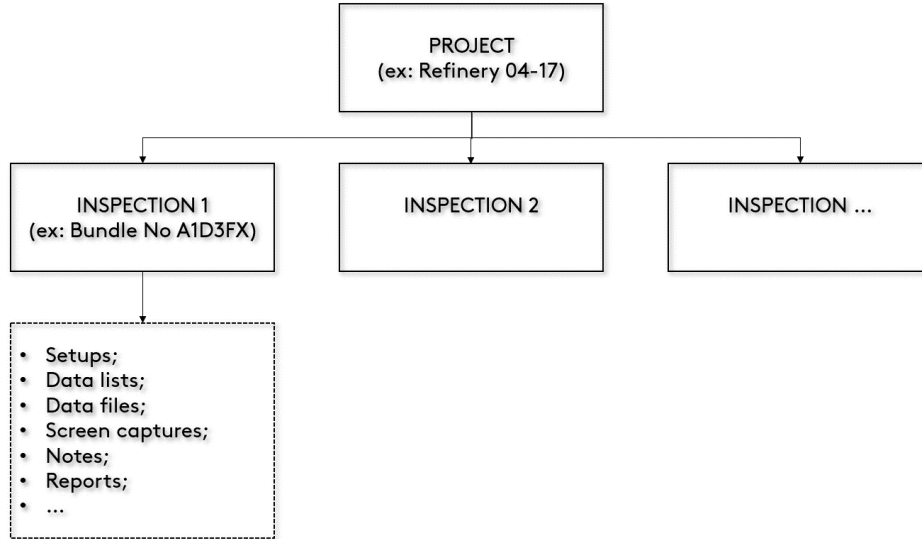 PROJECT
(ex: Refinery 04-17)
INSPECTION 1
(ex: Bundle No A1D3FX)
INSPECTION 2
INSPECTION ...
• Setups;
• Data lists;
• Data files;
• Screen captures;
• Notes;
• Reports;
• ...